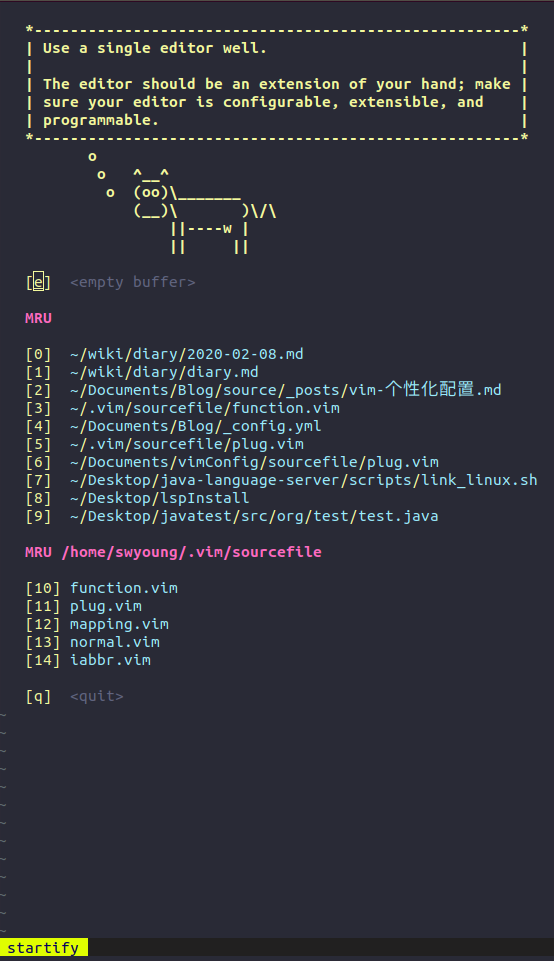 *------------------------------------------------------*
| Use a single editor well.                            |
|                                                      |
| The editor should be an extension of your hand; make |
| sure your editor is configurable, extensible, and    |
| programmable.                                        |
*------------------------------------------------------*
       o
        o   ^__^
         o  (oo)\_______
            (__)\       )\/\
                ||----w |
                ||     ||
[e]  <empty buffer>
MRU
[0]  ~/wiki/diary/2020-02-08.md
[1]  ~/wiki/diary/diary.md
[2]  ~/Documents/Blog/source/_posts/vim-个性化配置.md
[3]  ~/.vim/sourcefile/function.vim
[4]  ~/Documents/Blog/_config.yml
[5]  ~/.vim/sourcefile/plug.vim
[6]  ~/Documents/vimConfig/sourcefile/plug.vim
[7]  ~/Desktop/java-language-server/scripts/link_linux.sh
[8]  ~/Desktop/lspInstall
[9]  ~/Desktop/javatest/src/org/test/test.java
MRU /home/swyoung/.vim/sourcefile
[10] function.vim
[11] plug.vim
[12] mapping.vim
[13] normal.vim
[14] iabbr.vim
[q]  <quit>
~
~
~
~
~
~
~
~
~
~
~
~
~
startify